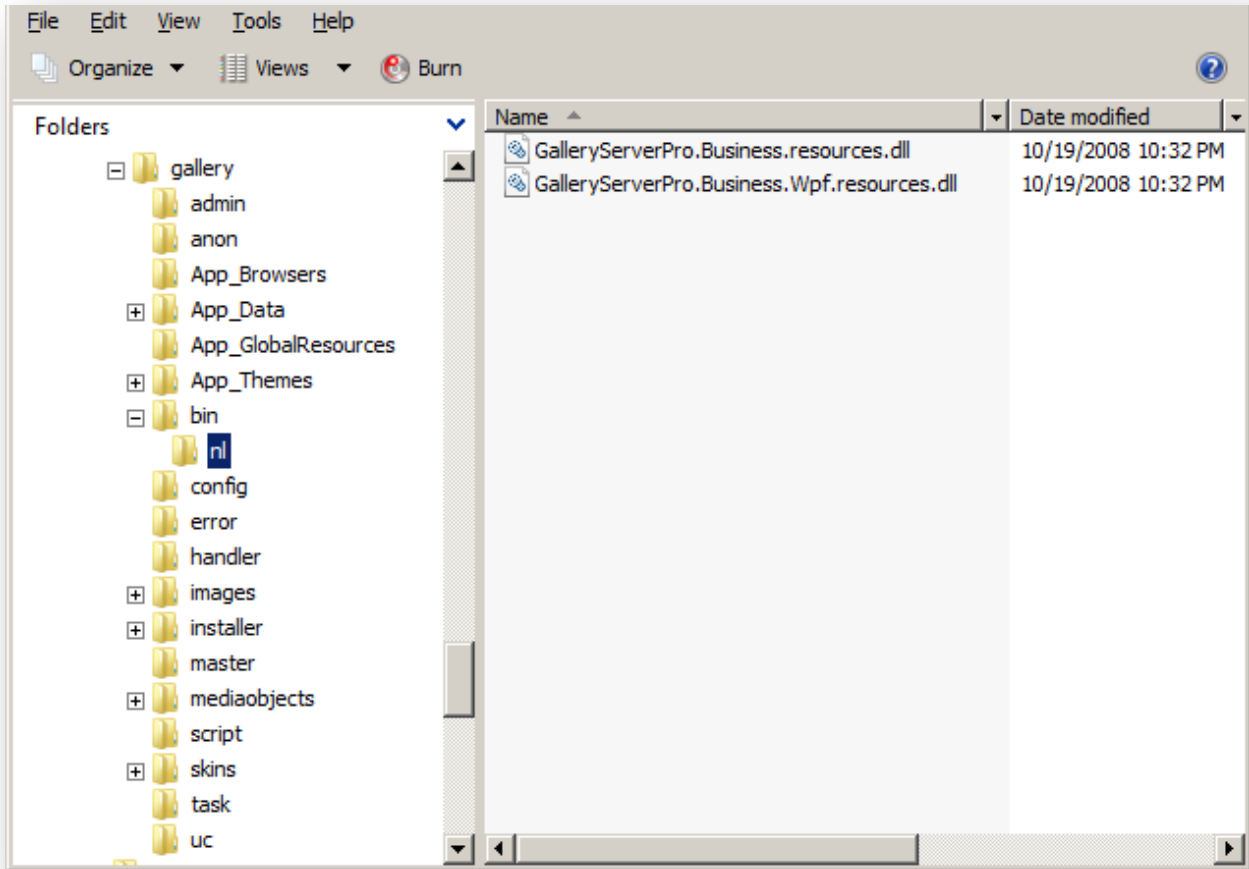 File Edit View Tools Help
Organize Views Burn
Folders
gallery
admin
anon
App_Browsers
App_Data
App_GlobalResources
App_Themes
bin
nl
config
error
handler
images
installer
master
mediaobjects
script
skins
task
uc
Name Date modified
GalleryServerPro.Business.resources.dll 10/19/2008 10:32 PM
GalleryServerPro.Business.Wpf.resources.dll 10/19/2008 10:32 PM